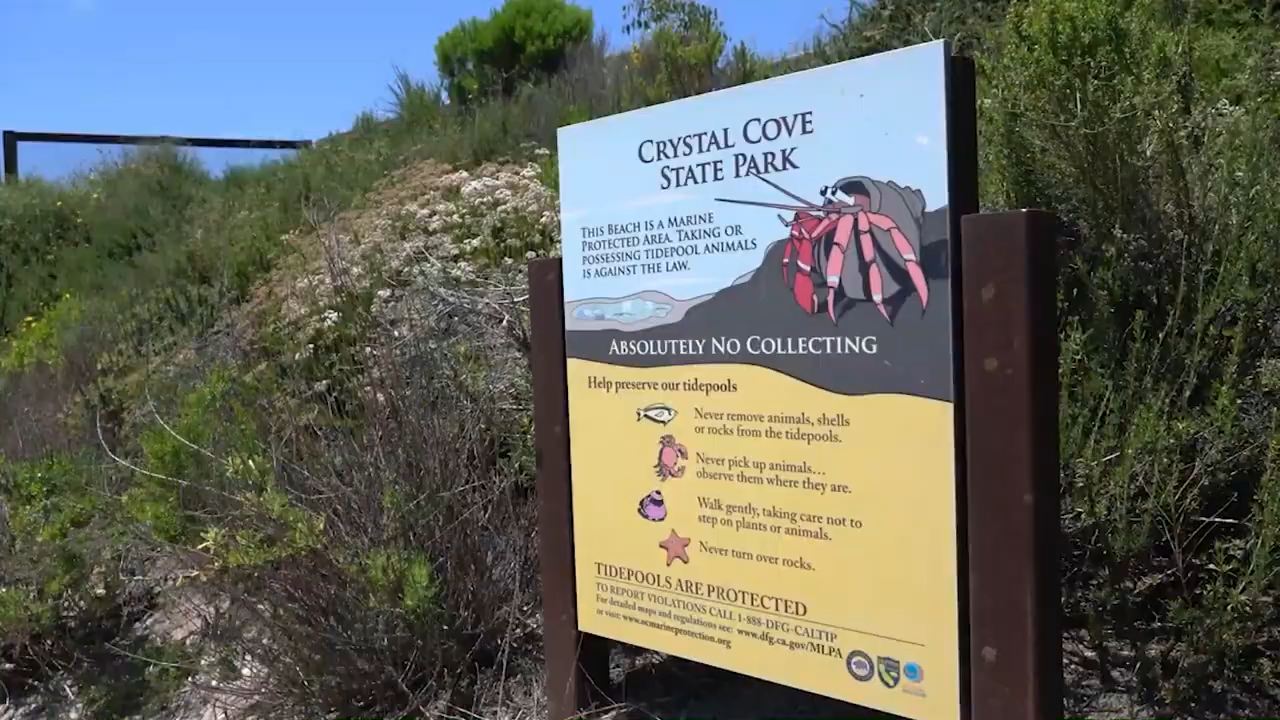 CRYSTAL COVE
STATE PARK
THIS BEACH IS A MARINE
PROTECTED AREA. TAKING OR
POSSESSING TIDEPOOL ANIMALS
IS AGAINST THE LAW.
ABSOLUTELY NO COLLECTING
Help preserve our tidepools
Never remove animals, shells
or rocks from the tidepools.
Never pick up animals...
observe them where they are.
Walk gently, taking care not to
step on plants or animals.
Never turn over rocks.
TIDEPOOLS ARE PROTECTED
TO REPORT VIOLATIONS CALL 1-888-DFG-CALTIP
For detailed maps and regulations see: www.dfg.ca.gov/MLPA
or visit: www.ocmarineprotection.org